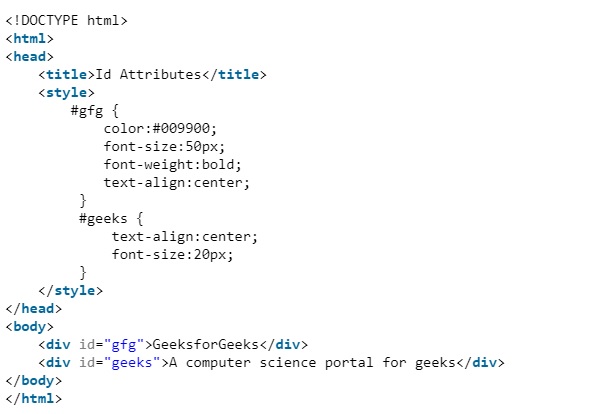 <!DOCTYPE html>
<html>
<head>
    <title>Id Attributes</title>
    <style>
        #gfg {
            color:#009900;
            font-size:50px;
            font-weight:bold;
            text-align:center;
         }
         #geeks {
             text-align:center;
             font-size:20px;
         }
    </style>
</head>
<body>
    <div id="gfg">GeeksforGeeks</div>
    <div id="geeks">A computer science portal for geeks</div>
</body>
</html>